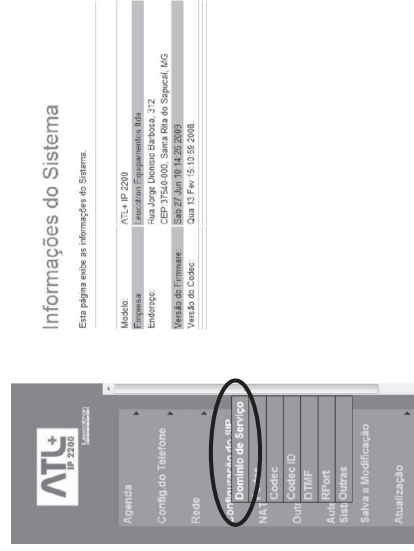 ATL+
IP 2200
Leucotron
Agenda
Config.do Telefone
Rede
Configuração do SIP
Domínio de Serviço
NAT
Codec
Codec ID
DTMF
RPort
Outras
Salva a Modificação
Atualização
Informações do Sistema
Esta página exibe as informações do Sistema.
Modelo: ATL+ IP 2200
Empresa: Leucotron Equipamentos ltda
Endereço: Rua Jorge Dionísio Barbosa, 312
CEP 37540-000, Santa Rita do Sapucaí, MG
Versão do Firmware: Sab 27 Jun 10:14:26 2009
Versão do Codec: Qua 13 Fev 15:10:59 2008.